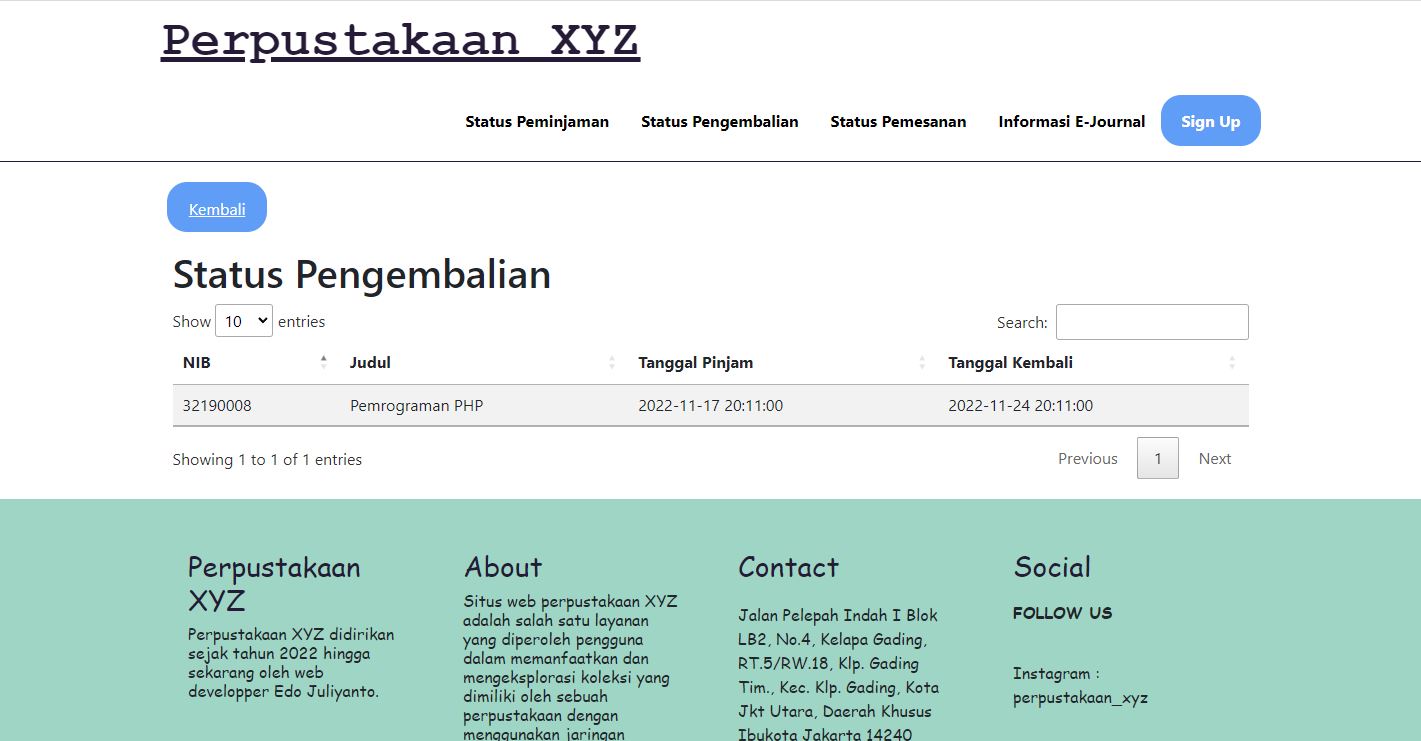 Perpustakaan XYZ
Status Peminjaman Status Pengembalian Status Pemesanan Informasi E-Journal Sign Up
Kembali
Status Pengembalian
Show 10 entries Search:
NIB Judul Tanggal Pinjam Tanggal Kembali
32190008 Pemrograman PHP 2022-11-17 20:11:00 2022-11-24 20:11:00
Showing 1 to 1 of 1 entries Previous 1 Next
Perpustakaan
XYZ
Perpustakaan XYZ didirikan
sejak tahun 2022 hingga
sekarang oleh web
developper Edo Juliyanto.
About
Situs web perpustakaan XYZ
adalah salah satu layanan
yang diperoleh pengguna
dalam memanfaatkan dan
mengeksplorasi koleksi yang
dimiliki oleh sebuah
perpustakaan dengan
menggunakan jaringan
Contact
Jalan Pelepah Indah I Blok
LB2, No.4, Kelapa Gading,
RT.5/RW.18, Klp. Gading
Tim., Kec. Klp. Gading, Kota
Jkt Utara, Daerah Khusus
Ibukota Jakarta 14240
Social
FOLLOW US
Instagram :
perpustakaan_xyz